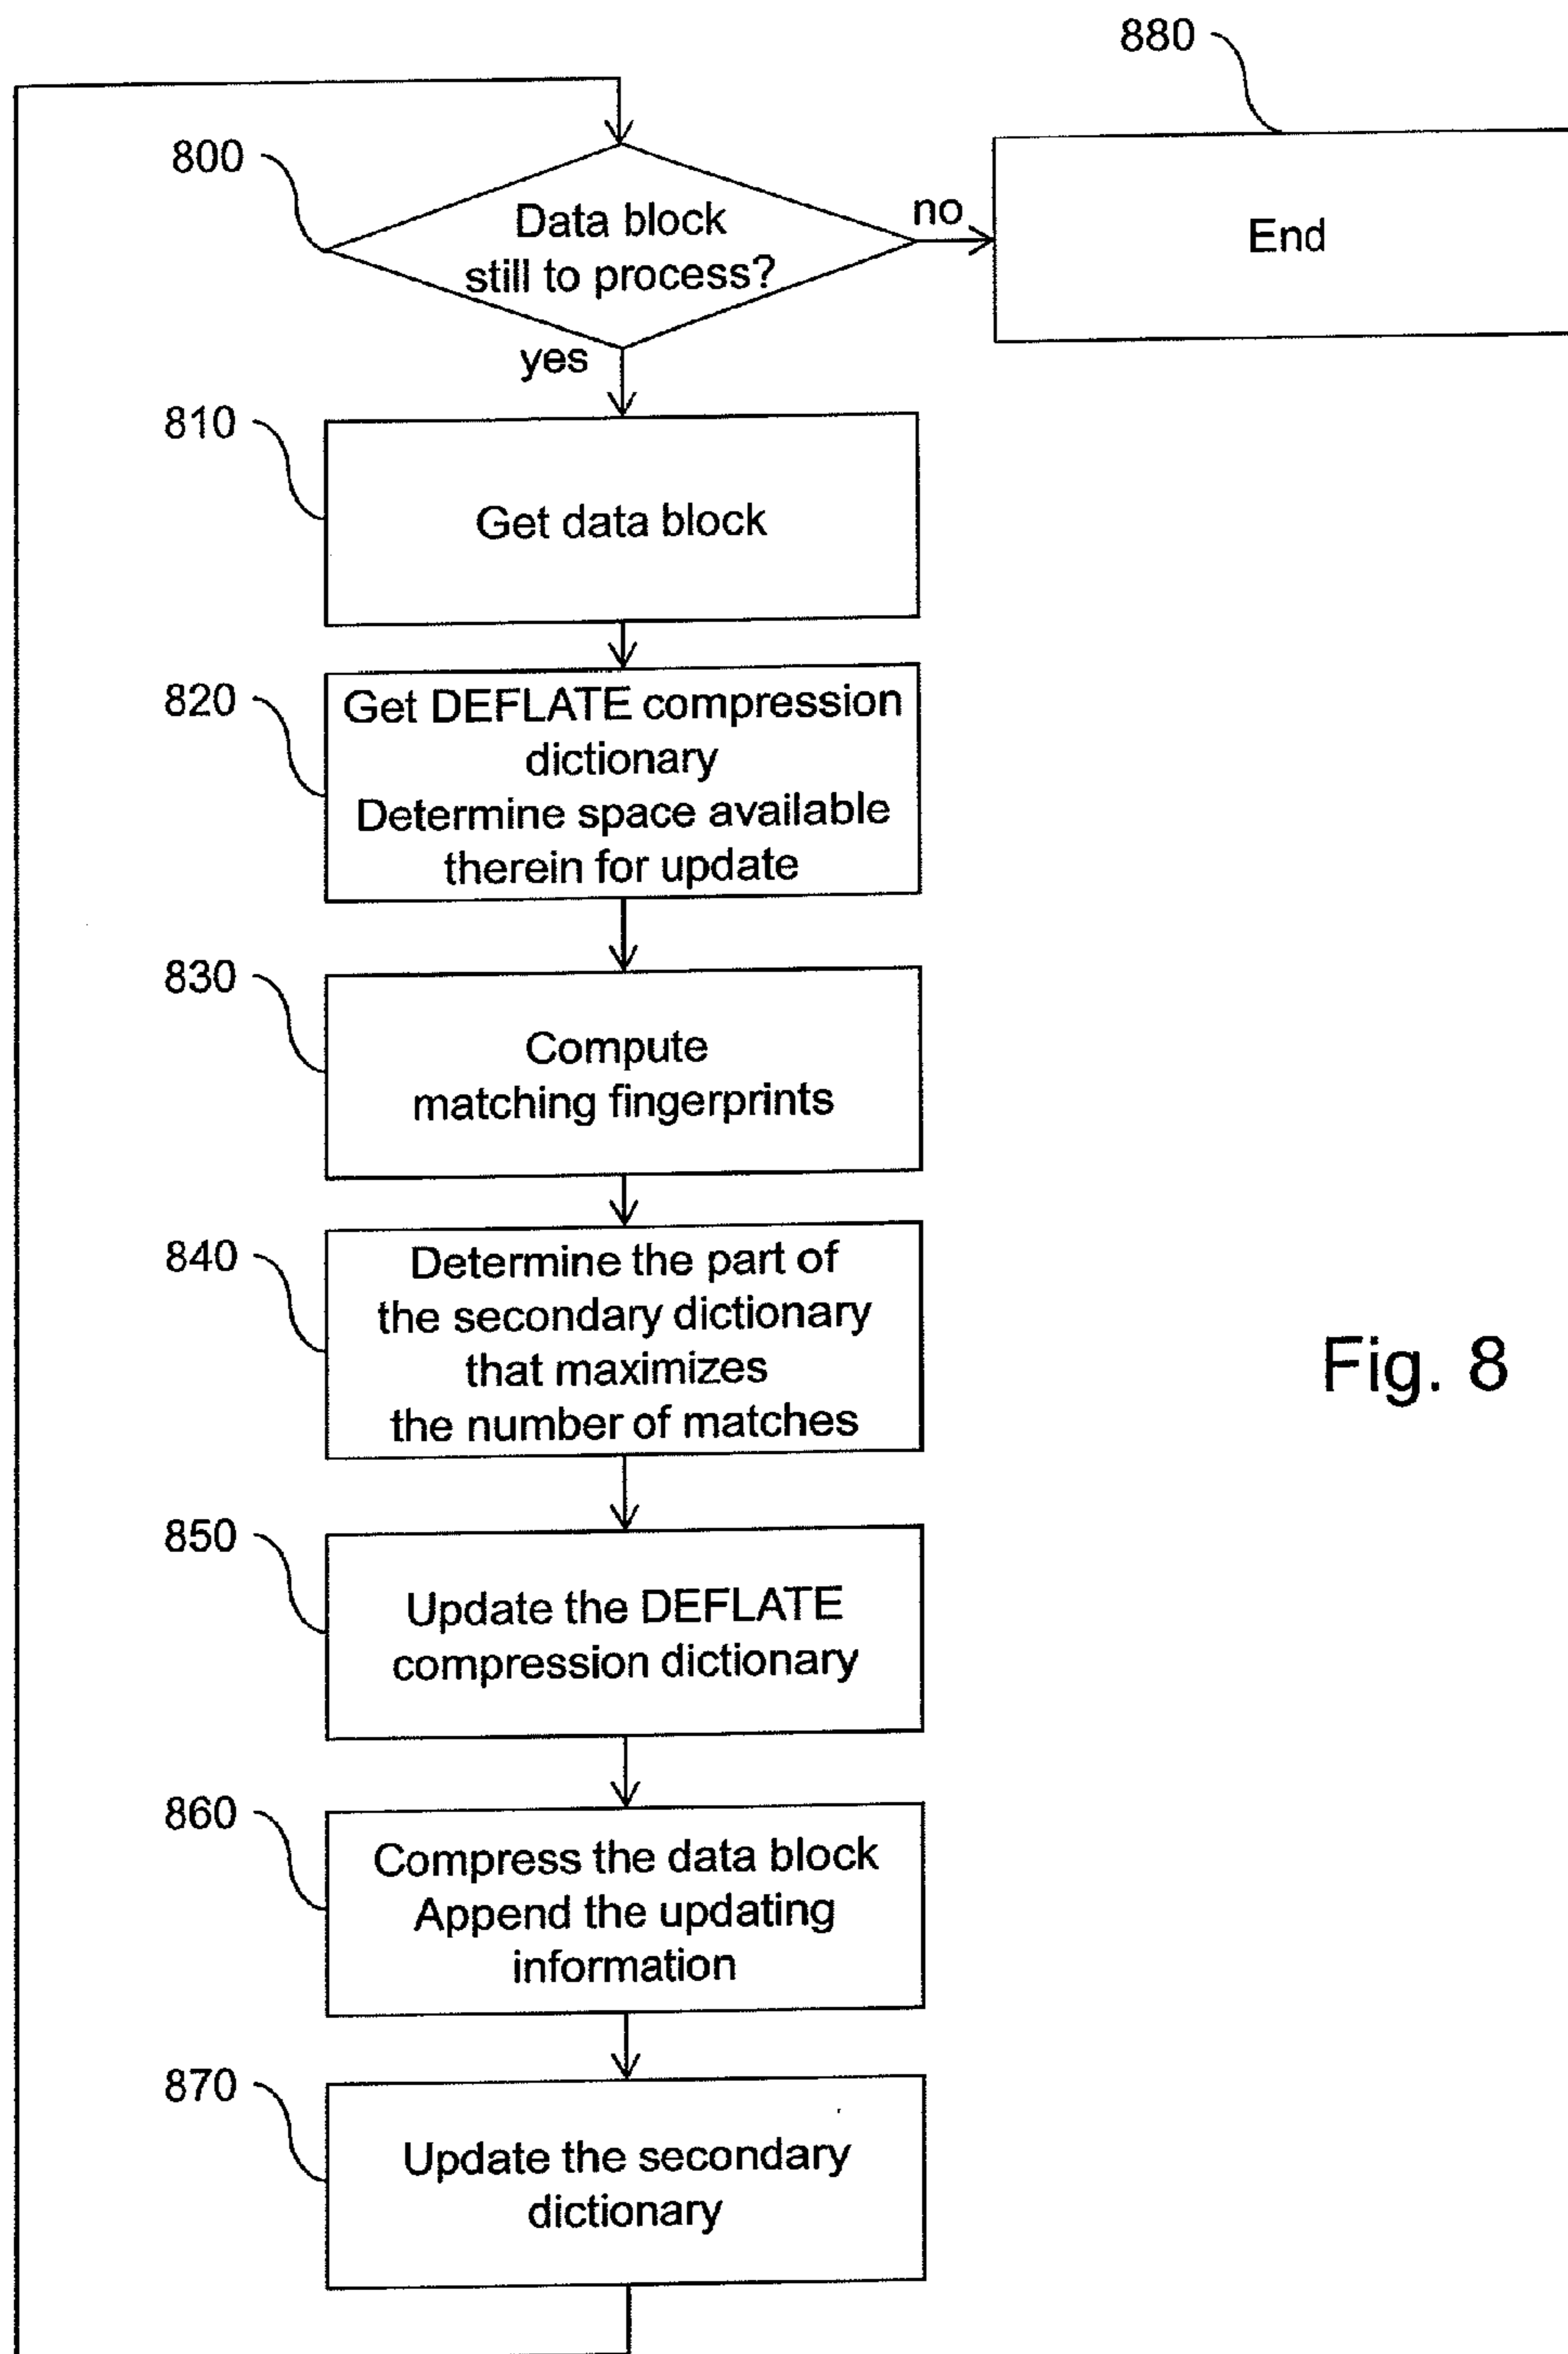 880
800
Data block
still to process?
no
End
yes
810
Get data block
820
Get DEFLATE compression
dictionary
Determine space available
therein for update
830
Compute
matching fingerprints
840
Determine the part of
the secondary dictionary
that maximizes
the number of matches
Fig. 8
850
Update the DEFLATE
compression dictionary
860
Compress the data block
Append the updating
information
870
Update the secondary
dictionary